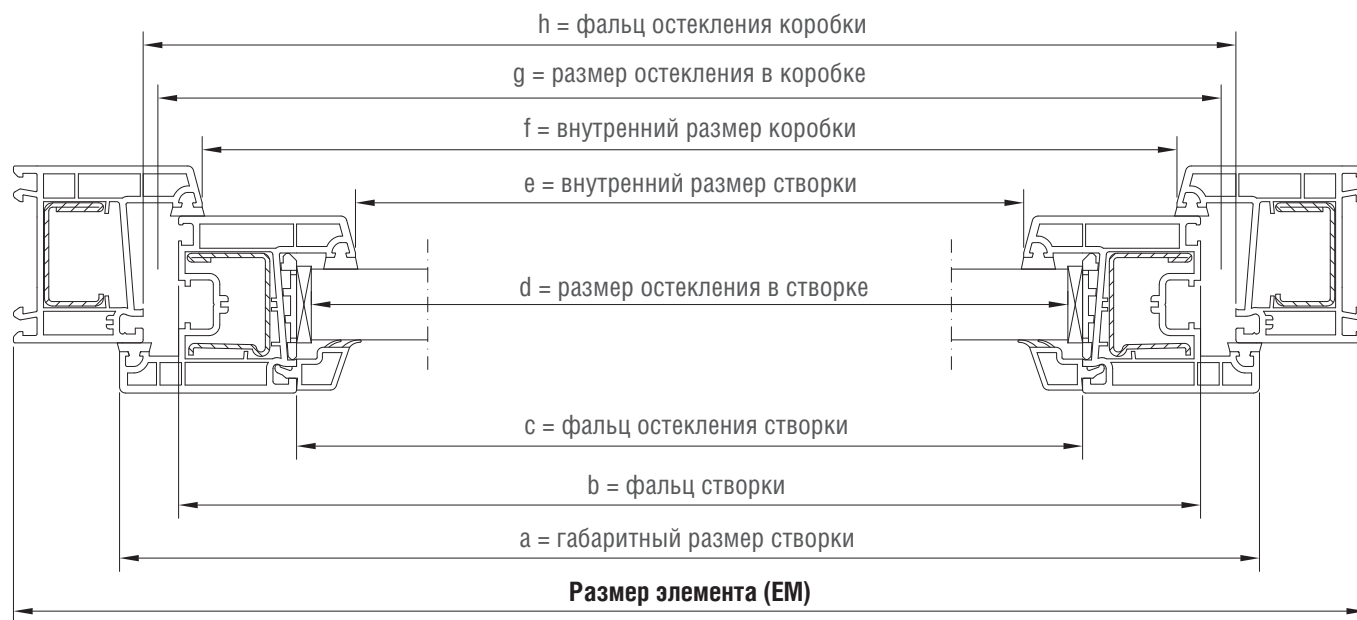 h = фальц остекления коробки
g = размер остекления в коробке
f = внутренний размер коробки
e = внутренний размер створки
d = размер остекления в створке
c = фальц остекления створки
b = фальц створки
a = габаритный размер створки
Размер элемента (EM)